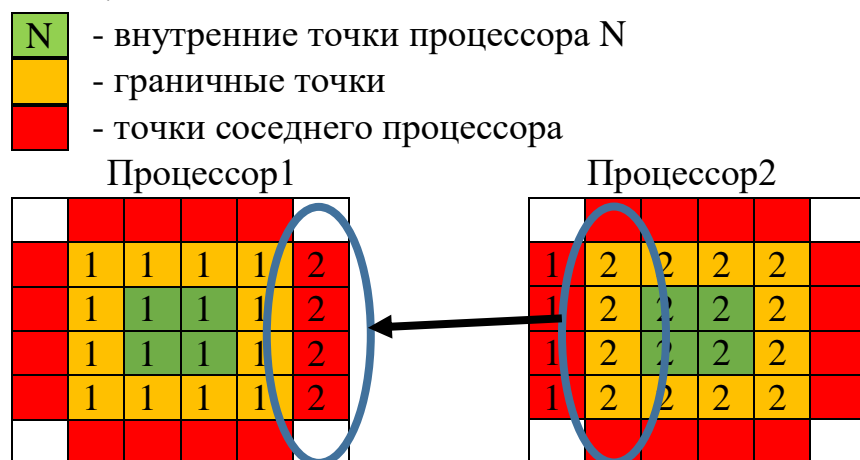 N - внутренние точки процессора N
- граничные точки
- точки соседнего процессора
Процессор1 Процессор2
1 1 1 1 2 1 2 2 2 2
1 1 1 1 2 1 2 2 2 2
1 1 1 1 2 1 2 2 2 2
1 1 1 1 2 1 2 2 2 2